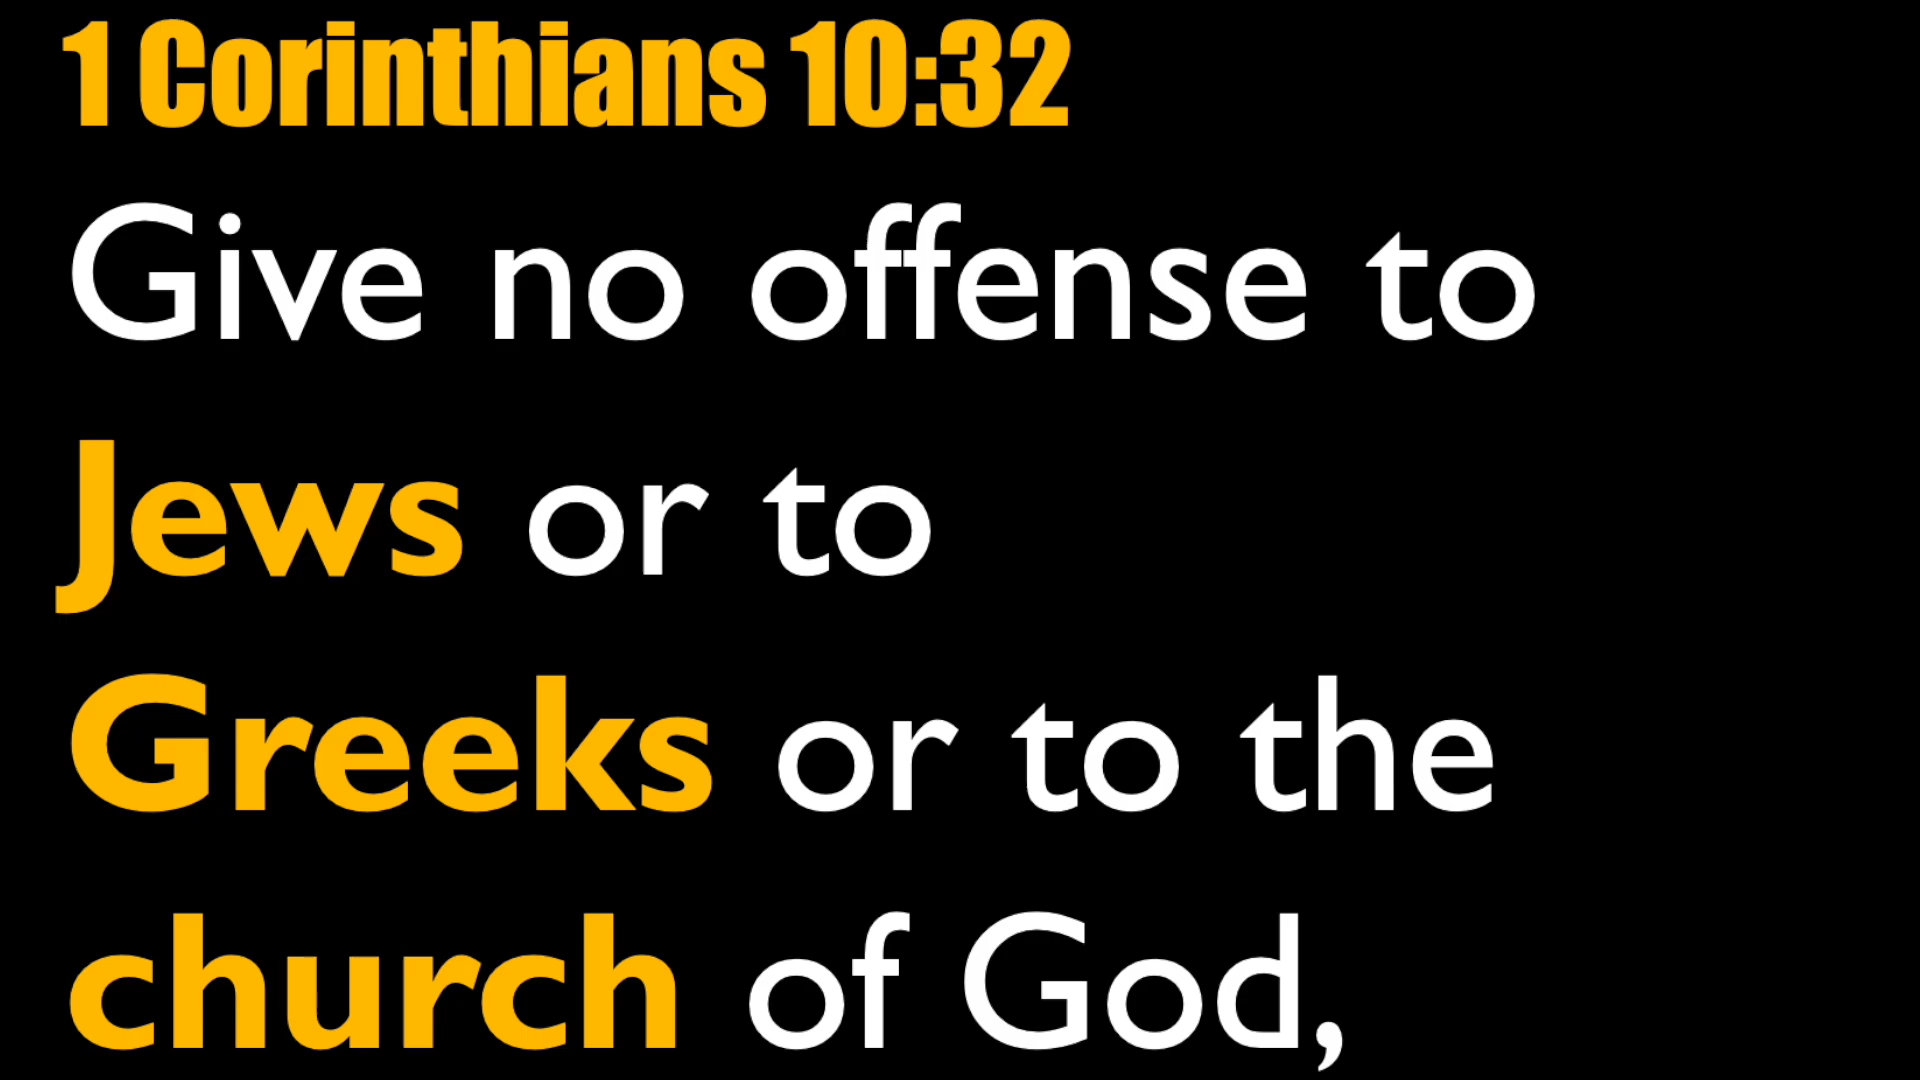 1 Corinthians 10:32
Give no offense to
Jews or to
Greeks or to the
church of God,